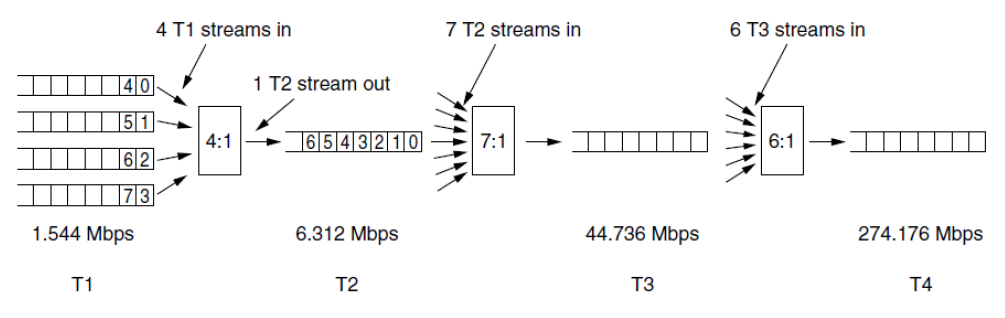 4 T1 streams in
7 T2 streams in
6 T3 streams in
1 T2 stream out
4 0
5 1
6 2
7 3
4:1
6 5 4 3 2 1 0
7:1
6:1
1.544 Mbps
6.312 Mbps
44.736 Mbps
274.176 Mbps
T1
T2
T3
T4